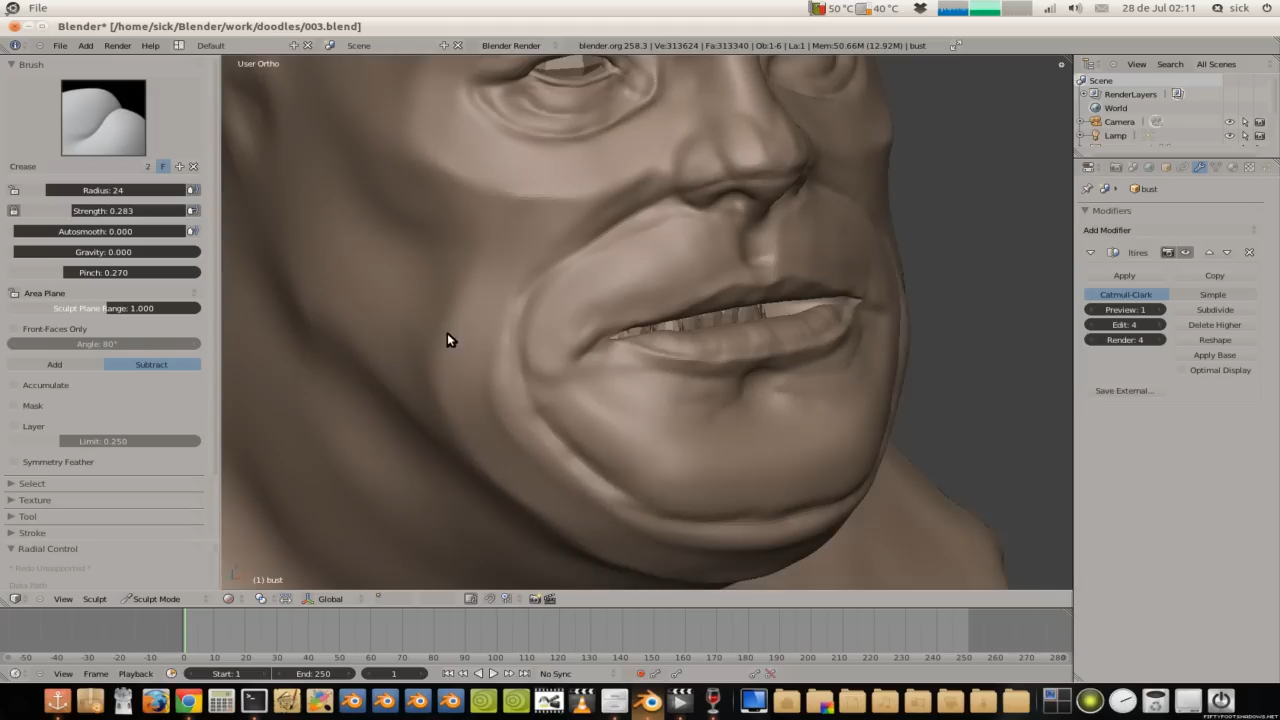 File
50 °C
40 °C
28 de Jul 02:11
sick
Blender* [/home/sick/Blender/work/doodles/003.blend]
File Add Render Help
Default
Scene
Blender Render
blender.org 258.3 | Ve:313624 | Fa:313340 | Ob:1-6 | La:1 | Mem:50.66M (12.92M) | bust
View Search All Scenes
Brush
User Ortho
Scene
RenderLayers |
World
Camera
Lamp
Crease 2 F
Radius: 24
Strength: 0.283
Autosmooth: 0.000
Gravity: 0.000
Pinch: 0.270
Area Plane
Sculpt Plane Range: 1.000
Front-Faces Only
Angle: 80°
Add Subtract
Accumulate
Mask
Layer
Limit: 0.250
Symmetry Feather
Select
Texture
Tool
Stroke
Radial Control
* Redo Unsupported *
Data Path
bust
Modifiers
Add Modifier
ltires
Apply Copy
Catmull-Clark Simple
Preview: 1 Subdivide
Edit: 4 Delete Higher
Render: 4 Reshape
Apply Base
Optimal Display
Save External...
(1) bust
View Sculpt Sculpt Mode
Global
-50 -40 -30 -20 -10 0 10 20 30 40 50 60 70 80 90 100 110 120 130 140 150 160 170 180 190 200 210 220 230 240 250 260 270 280
View Frame Playback
Start: 1
End: 250
1
No Sync
FIFTYFOOTSHADOWS.NET